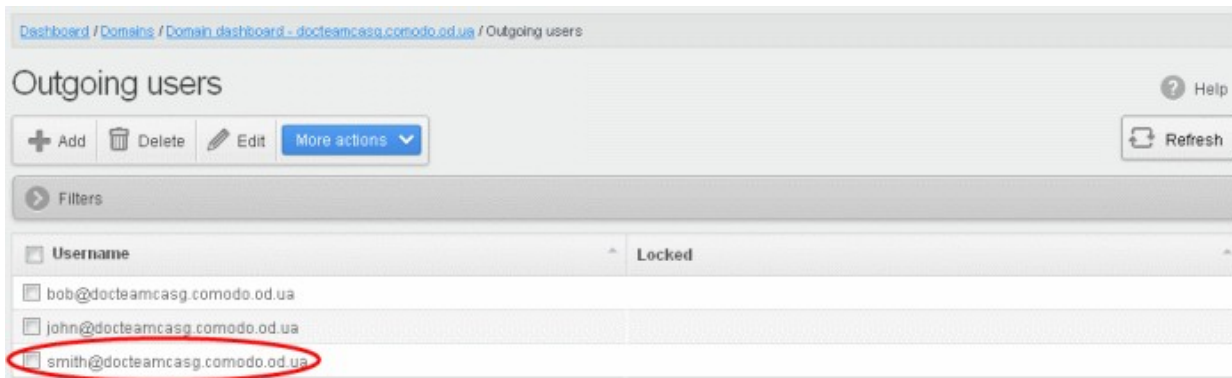 Dashboard / Domains / Domain dashboard - docteamcasg.comodo.od.ua / Outgoing users
Outgoing users
Help
Add Delete Edit More actions
Refresh
Filters
Username Locked
bob@docteamcasg.comodo.od.ua
john@docteamcasg.comodo.od.ua
smith@docteamcasg.comodo.od.ua